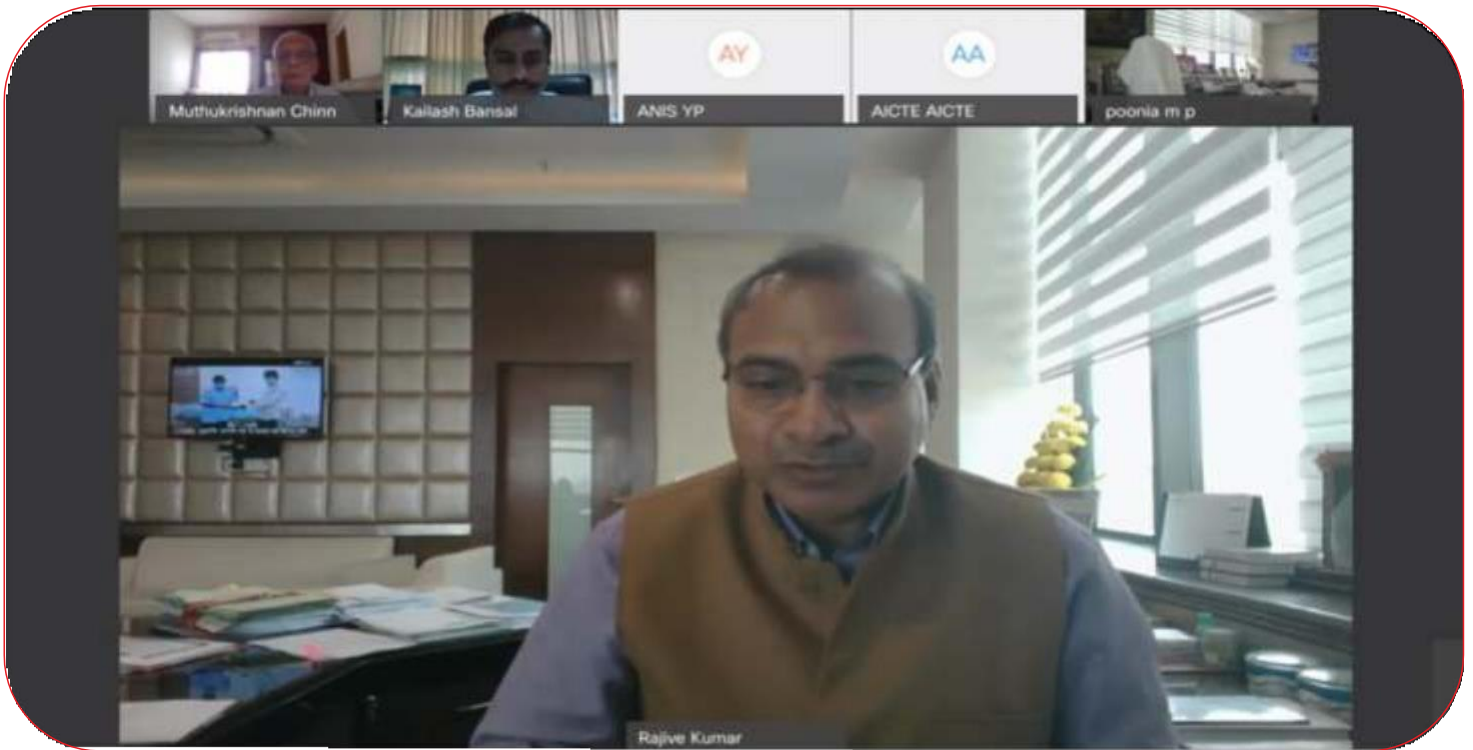 AY
AA
Muthukrishnan Chinn
Kailash Bansal
ANIS YP
AICTE AICTE
poonia m p
Rajive Kumar